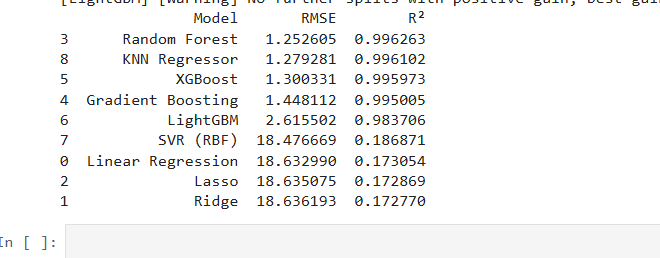 [LightGBM] [Warning] No further splits with positive gain, best gain
Model RMSE R²
3 Random Forest 1.252605 0.996263
8 KNN Regressor 1.279281 0.996102
5 XGBoost 1.300331 0.995973
4 Gradient Boosting 1.448112 0.995005
6 LightGBM 2.615502 0.983706
7 SVR (RBF) 18.476669 0.186871
0 Linear Regression 18.632990 0.173054
2 Lasso 18.635075 0.172869
1 Ridge 18.636193 0.172770
In [ ]: